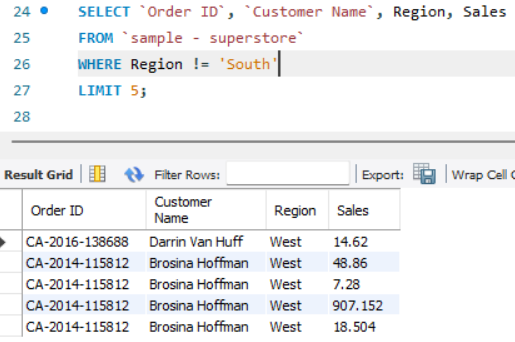 24 SELECT `Order ID`, `Customer Name`, Region, Sales
25 FROM `sample - superstore`
26 WHERE Region != 'South'
27 LIMIT 5;
28
Result Grid Filter Rows: Export: Wrap Cell C
Order ID Customer Name Region Sales
CA-2016-138688 Darrin Van Huff West 14.62
CA-2014-115812 Brosina Hoffman West 48.86
CA-2014-115812 Brosina Hoffman West 7.28
CA-2014-115812 Brosina Hoffman West 907.152
CA-2014-115812 Brosina Hoffman West 18.504